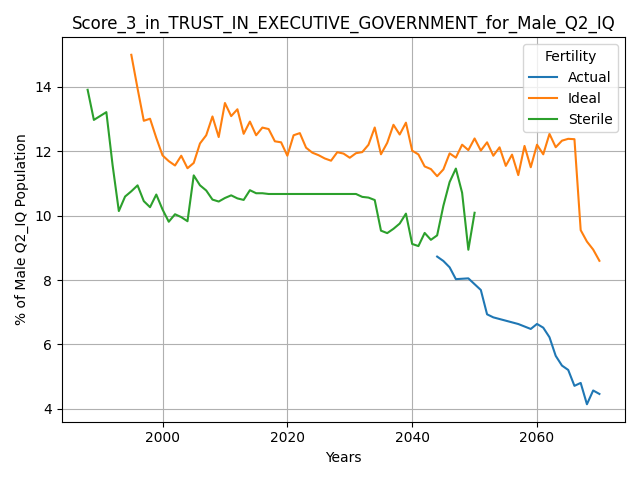 Score_3_in_TRUST_IN_EXECUTIVE_GOVERNMENT_for_Male_Q2_IQ
Fertility
Actual
Ideal
Sterile
% of Male Q2_IQ Population
14
12
10
8
6
4
2000 2020 2040 2060
Years